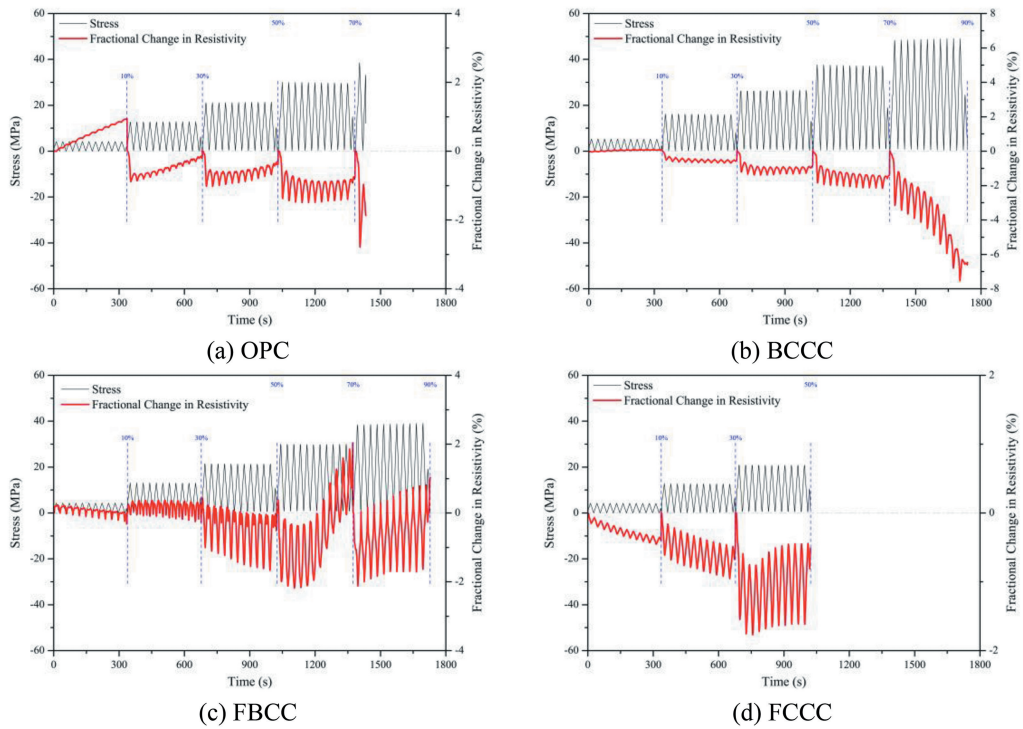 60
40
20
0
-20
-40
-60
Stress (MPa)
Stress
Fractional Change in Resistivity
10%
30%
50%
70%
4
2
0
-2
-4
Fractional Change in Resistivity (%)
0 300 600 900 1200 1500 1800
Time (s)
(a) OPC
60
40
20
0
-20
-40
-60
Stress (MPa)
Stress
Fractional Change in Resistivity
10%
30%
50%
70%
90%
8
6
4
2
0
-2
-4
-6
-8
Fractional Change in Resistivity (%)
0 300 600 900 1200 1500 1800
Time (s)
(b) BCCC
60
40
20
0
-20
-40
-60
Stress (MPa)
Stress
Fractional Change in Resistivity
10%
30%
50%
70%
90%
4
2
0
-2
-4
Fractional Change in Resistivity (%)
0 300 600 900 1200 1500 1800
Time (s)
(c) FBCC
60
40
20
0
-20
-40
-60
Stress (MPa)
Stress
Fractional Change in Resistivity
10%
30%
50%
2
1
0
-1
-2
Fractional Change in Resistivity (%)
0 300 600 900 1200 1500 1800
Time (s)
(d) FCCC